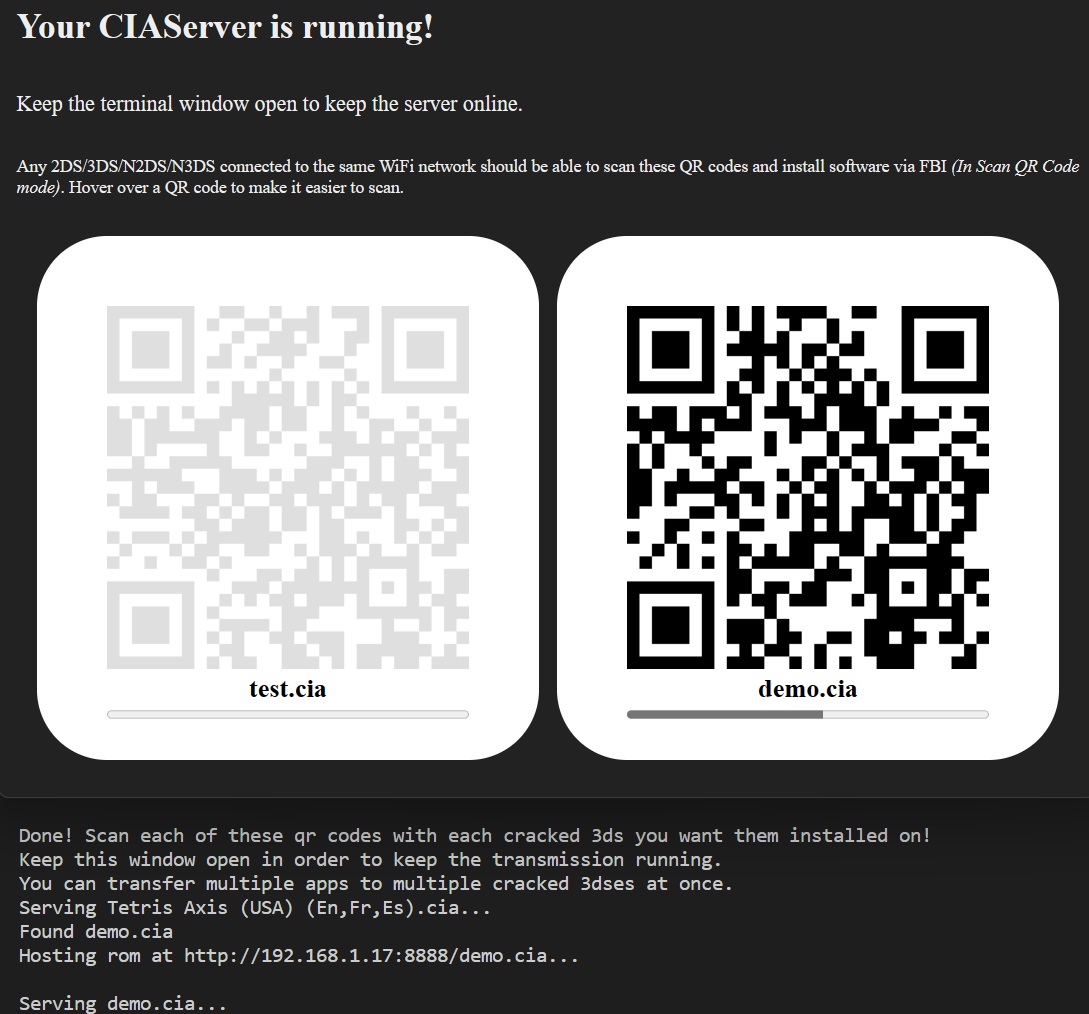 Your CIAServer is running!
Keep the terminal window open to keep the server online.
Any 2DS/3DS/N2DS/N3DS connected to the same WiFi network should be able to scan these QR codes and install software via FBI (In Scan QR Code
mode). Hover over a QR code to make it easier to scan.
test.cia
demo.cia
Done! Scan each of these qr codes with each cracked 3ds you want them installed on!
Keep this window open in order to keep the transmission running.
You can transfer multiple apps to multiple cracked 3dses at once.
Serving Tetris Axis (USA) (En,Fr,Es).cia...
Found demo.cia
Hosting rom at http://192.168.1.17:8888/demo.cia...
Serving demo.cia...